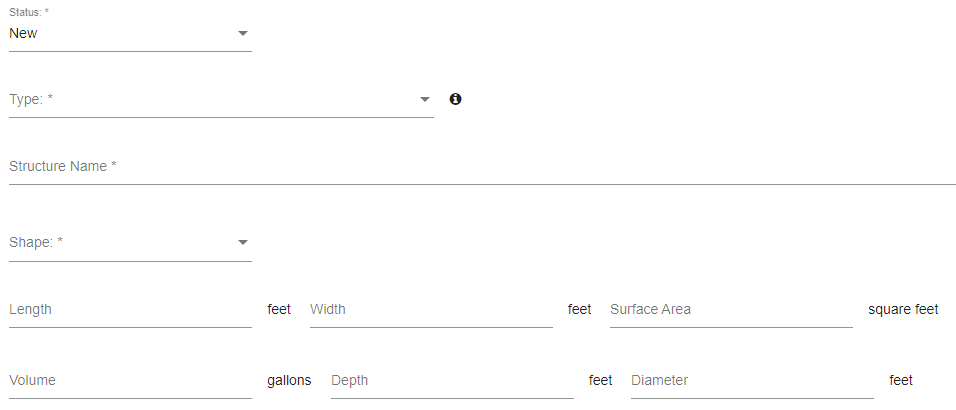 Status: *
New
Type: *
Structure Name *
Shape: *
Length feet Width feet Surface Area square feet
Volume gallons Depth feet Diameter feet